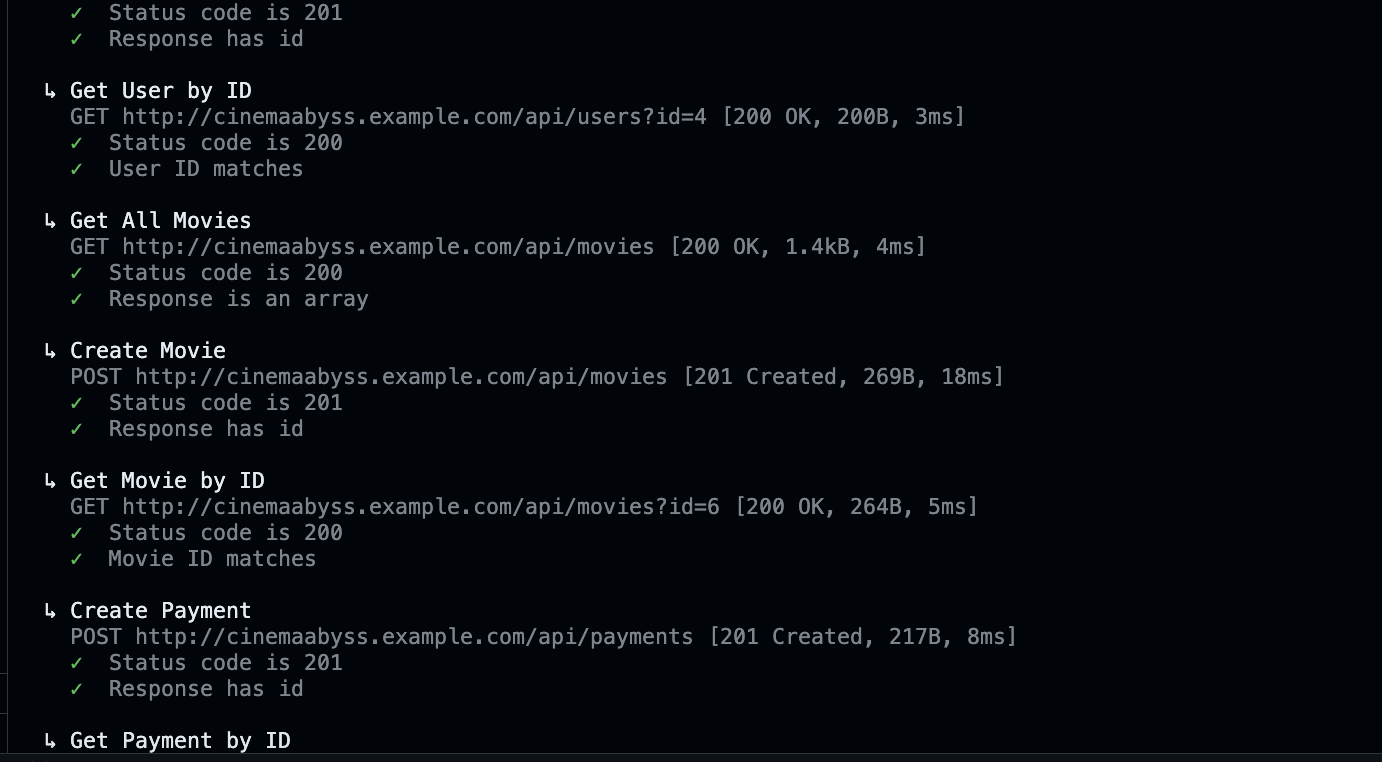 ✓ Status code is 201
✓ Response has id
↳ Get User by ID
GET http://cinemaabyss.example.com/api/users?id=4 [200 OK, 200B, 3ms]
✓ Status code is 200
✓ User ID matches
↳ Get All Movies
GET http://cinemaabyss.example.com/api/movies [200 OK, 1.4kB, 4ms]
✓ Status code is 200
✓ Response is an array
↳ Create Movie
POST http://cinemaabyss.example.com/api/movies [201 Created, 269B, 18ms]
✓ Status code is 201
✓ Response has id
↳ Get Movie by ID
GET http://cinemaabyss.example.com/api/movies?id=6 [200 OK, 264B, 5ms]
✓ Status code is 200
✓ Movie ID matches
↳ Create Payment
POST http://cinemaabyss.example.com/api/payments [201 Created, 217B, 8ms]
✓ Status code is 201
✓ Response has id
↳ Get Payment by ID